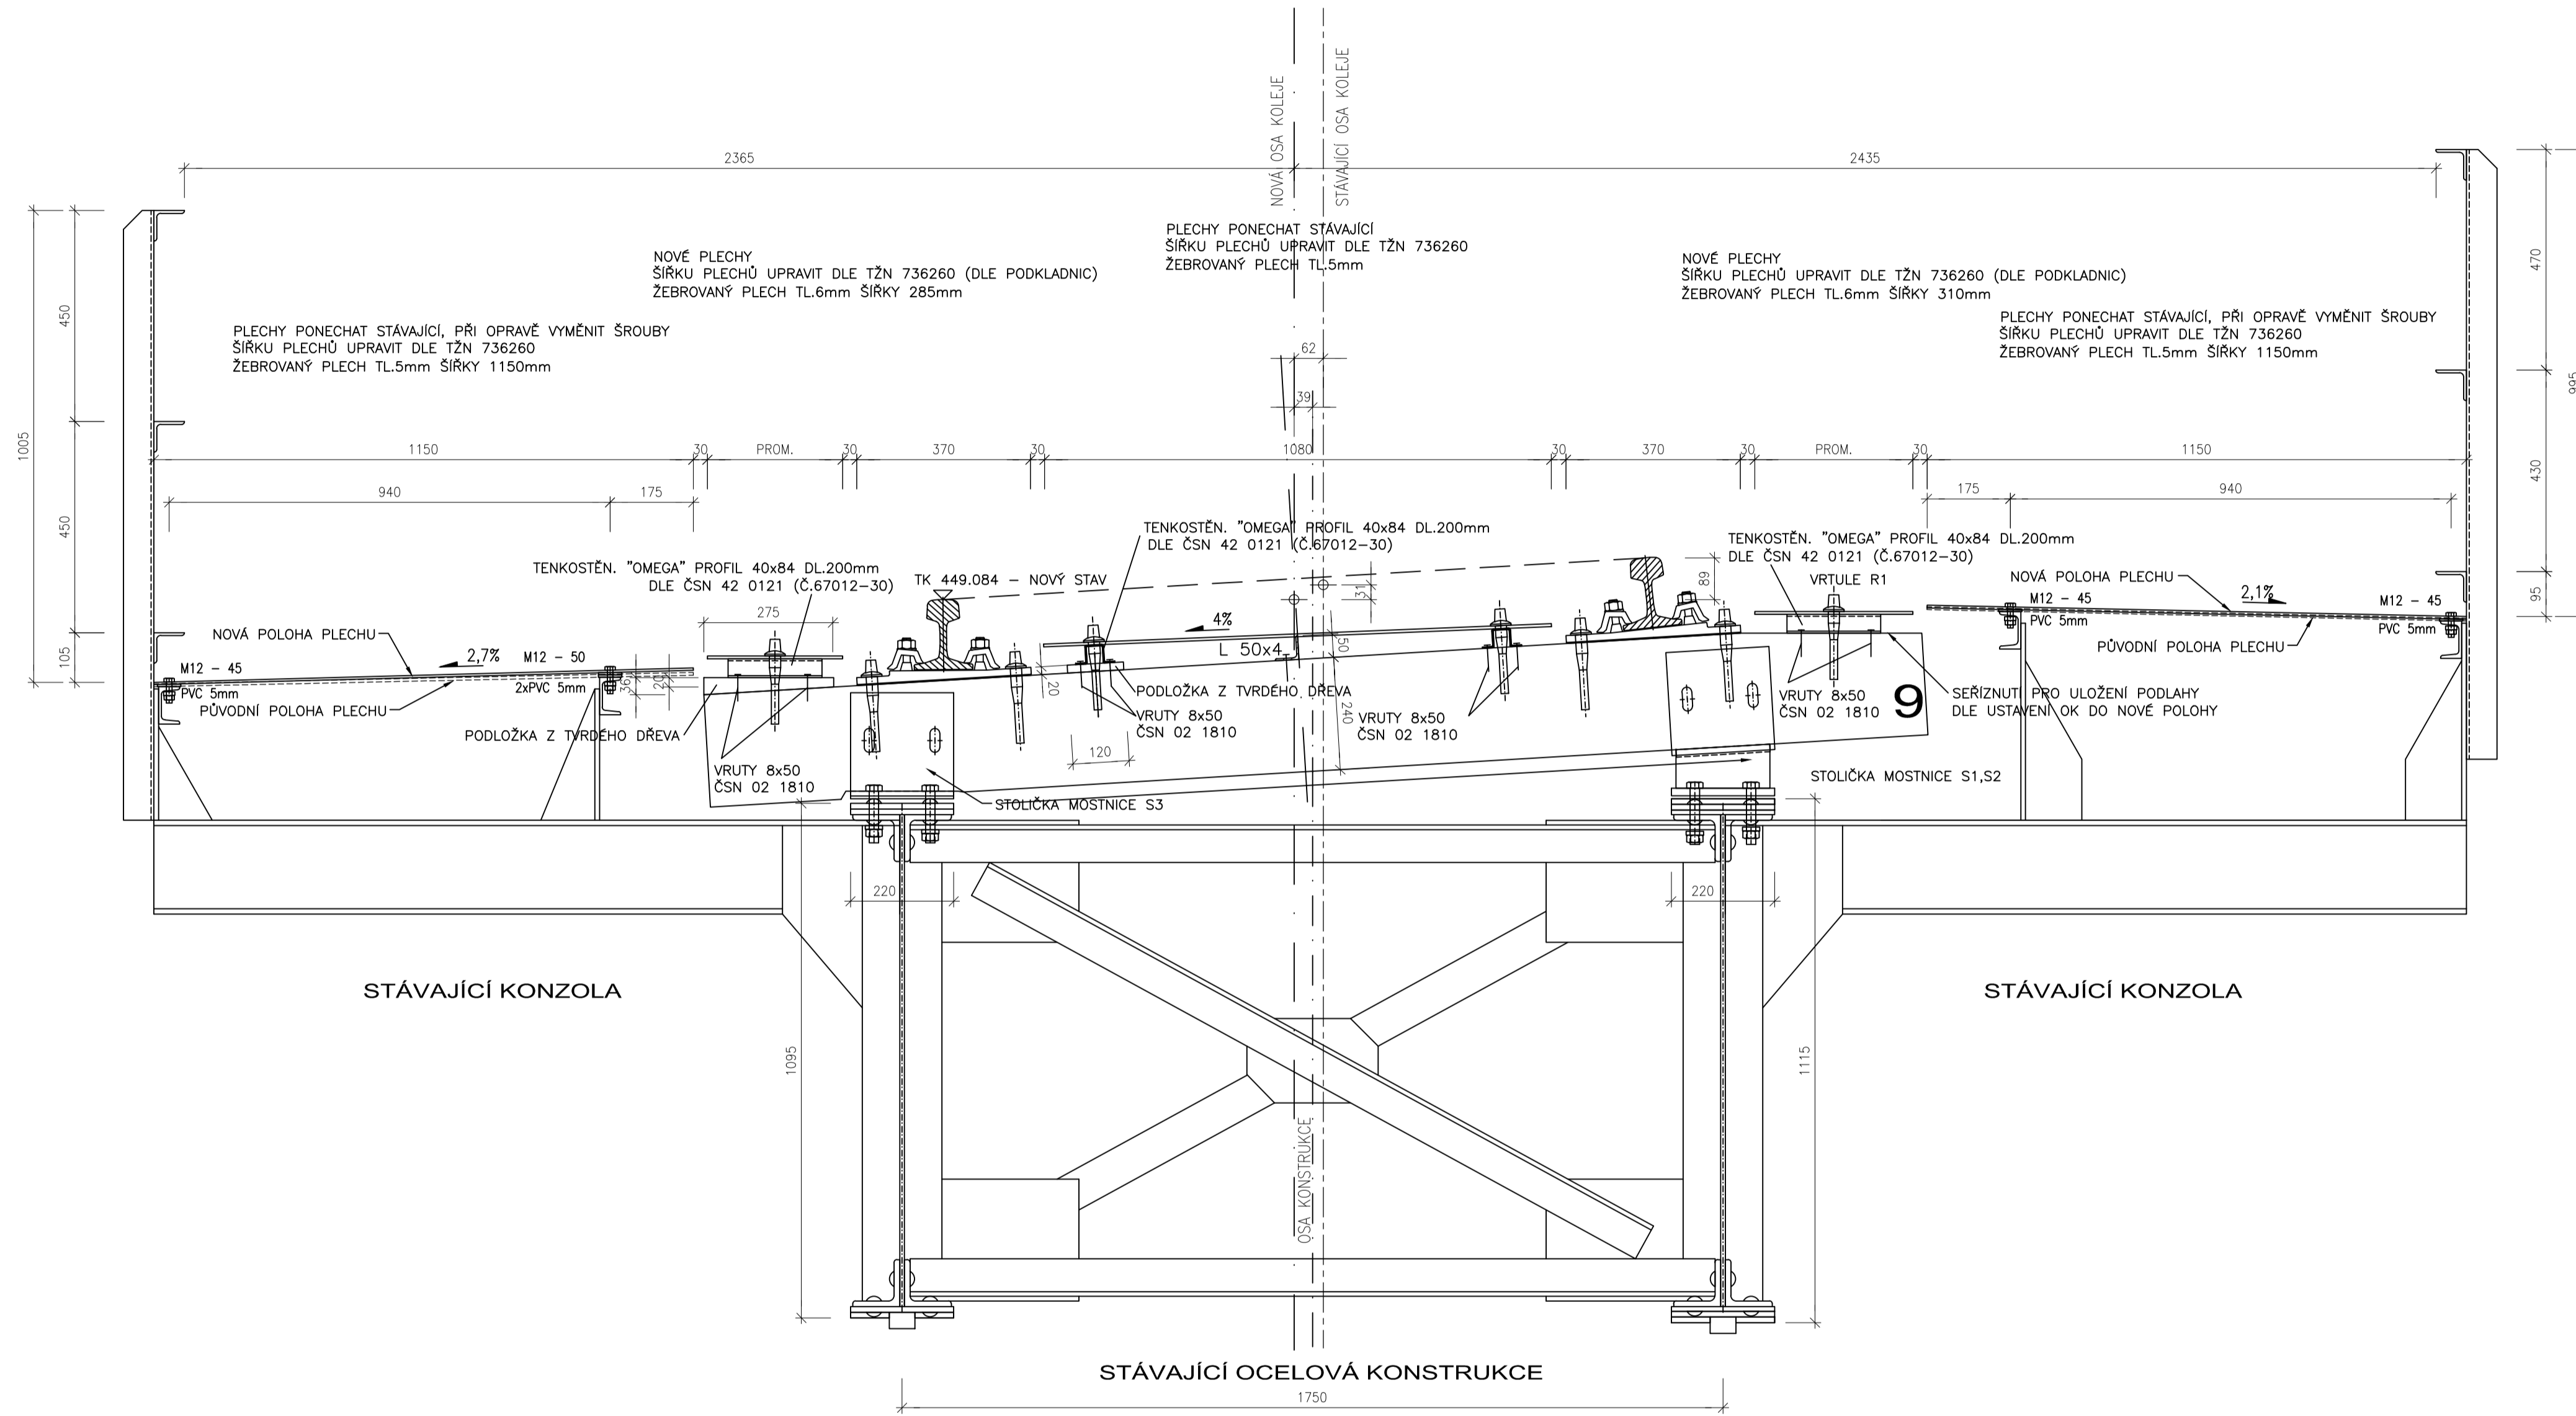 NOVÁ OSA KOLEJE
STÁVAJÍCÍ OSA KOLEJE
2365
2435
PLECHY PONECHAT STÁVAJÍCÍ
ŠÍŘKU PLECHŮ UPRAVIT DLE TŽN 736260
ŽEBROVANÝ PLECH TL.5mm
NOVÉ PLECHY
ŠÍŘKU PLECHŮ UPRAVIT DLE TŽN 736260 (DLE PODKLADNIC)
ŽEBROVANÝ PLECH TL.6mm ŠÍŘKY 285mm
NOVÉ PLECHY
ŠÍŘKU PLECHŮ UPRAVIT DLE TŽN 736260 (DLE PODKLADNIC)
ŽEBROVANÝ PLECH TL.6mm ŠÍŘKY 310mm
PLECHY PONECHAT STÁVAJÍCÍ, PŘI OPRAVĚ VYMĚNIT ŠROUBY
ŠÍŘKU PLECHŮ UPRAVIT DLE TŽN 736260
ŽEBROVANÝ PLECH TL.5mm ŠÍŘKY 1150mm
PLECHY PONECHAT STÁVAJÍCÍ, PŘI OPRAVĚ VYMĚNIT ŠROUBY
ŠÍŘKU PLECHŮ UPRAVIT DLE TŽN 736260
ŽEBROVANÝ PLECH TL.5mm ŠÍŘKY 1150mm
1005
450
450
105
470
430
95
995
62
39
1150
30
PROM.
30
370
30
1080
30
370
30
PROM.
30
1150
940
175
175
940
TENKOSTĚN. "OMEGA" PROFIL 40x84 DL.200mm
DLE ČSN 42 0121 (Č.67012-30)
TENKOSTĚN. "OMEGA" PROFIL 40x84 DL.200mm
DLE ČSN 42 0121 (Č.67012-30)
TENKOSTĚN. "OMEGA" PROFIL 40x84 DL.200mm
DLE ČSN 42 0121 (Č.67012-30)
TK 449.084 - NOVÝ STAV
VRTULE R1
89
31
275
4%
L 50x4
50
20
240
120
NOVÁ POLOHA PLECHU
2,7%
M12 - 50
M12 - 45
PVC 5mm
2xPVC 5mm
39
20
PŮVODNÍ POLOHA PLECHU
PODLOŽKA Z TVRDÉHO DŘEVA
VRUTY 8x50
ČSN 02 1810
PODLOŽKA Z TVRDÉHO DŘEVA
VRUTY 8x50
ČSN 02 1810
VRUTY 8x50
ČSN 02 1810
VRUTY 8x50
ČSN 02 1810
9
NOVÁ POLOHA PLECHU
2,1%
M12 - 45
PVC 5mm
M12 - 45
PVC 5mm
PŮVODNÍ POLOHA PLECHU
SEŘÍZNUTÍ PRO ULOŽENÍ PODLAHY
DLE USTAVENÍ OK DO NOVÉ POLOHY
STOLIČKA MOSTNICE S3
STOLIČKA MOSTNICE S1,S2
220
220
STÁVAJÍCÍ KONZOLA
STÁVAJÍCÍ KONZOLA
1095
1115
OSA KONSTRUKCE
STÁVAJÍCÍ OCELOVÁ KONSTRUKCE
1750